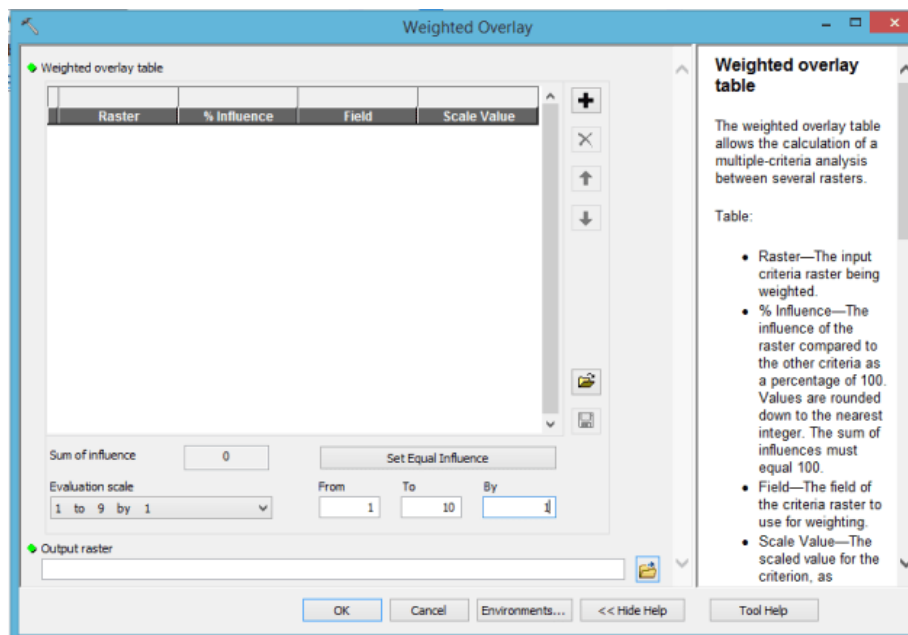 Weighted Overlay
Weighted overlay table
Raster % Influence Field Scale Value
Sum of influence 0 Set Equal Influence
Evaluation scale From To By
1 to 9 by 1 1 10 1
Output raster
OK Cancel Environments... << Hide Help Tool Help
Weighted overlay
table
The weighted overlay table
allows the calculation of a
multiple-criteria analysis
between several rasters.
Table:
• Raster—The input
criteria raster being
weighted.
• % Influence—The
influence of the
raster compared to
the other criteria as
a percentage of 100.
Values are rounded
down to the nearest
integer. The sum of
influences must
equal 100.
• Field—The field of
the criteria raster to
use for weighting.
• Scale Value—The
scaled value for the
criterion, as